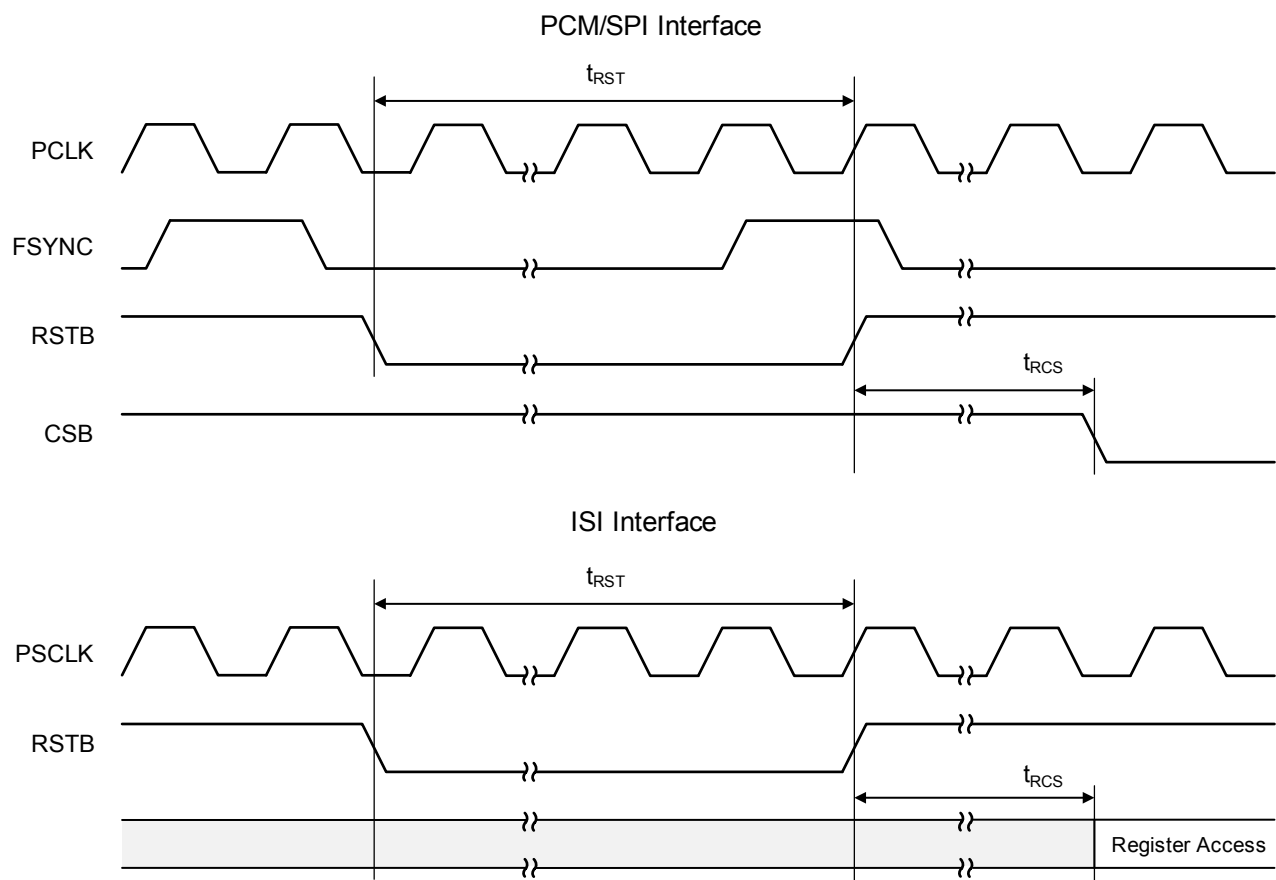 PCM/SPI Interface
tRST
PCLK
FSYNC
RSTB
tRCS
CSB
ISI Interface
tRST
PSCLK
RSTB
tRCS
Register Access